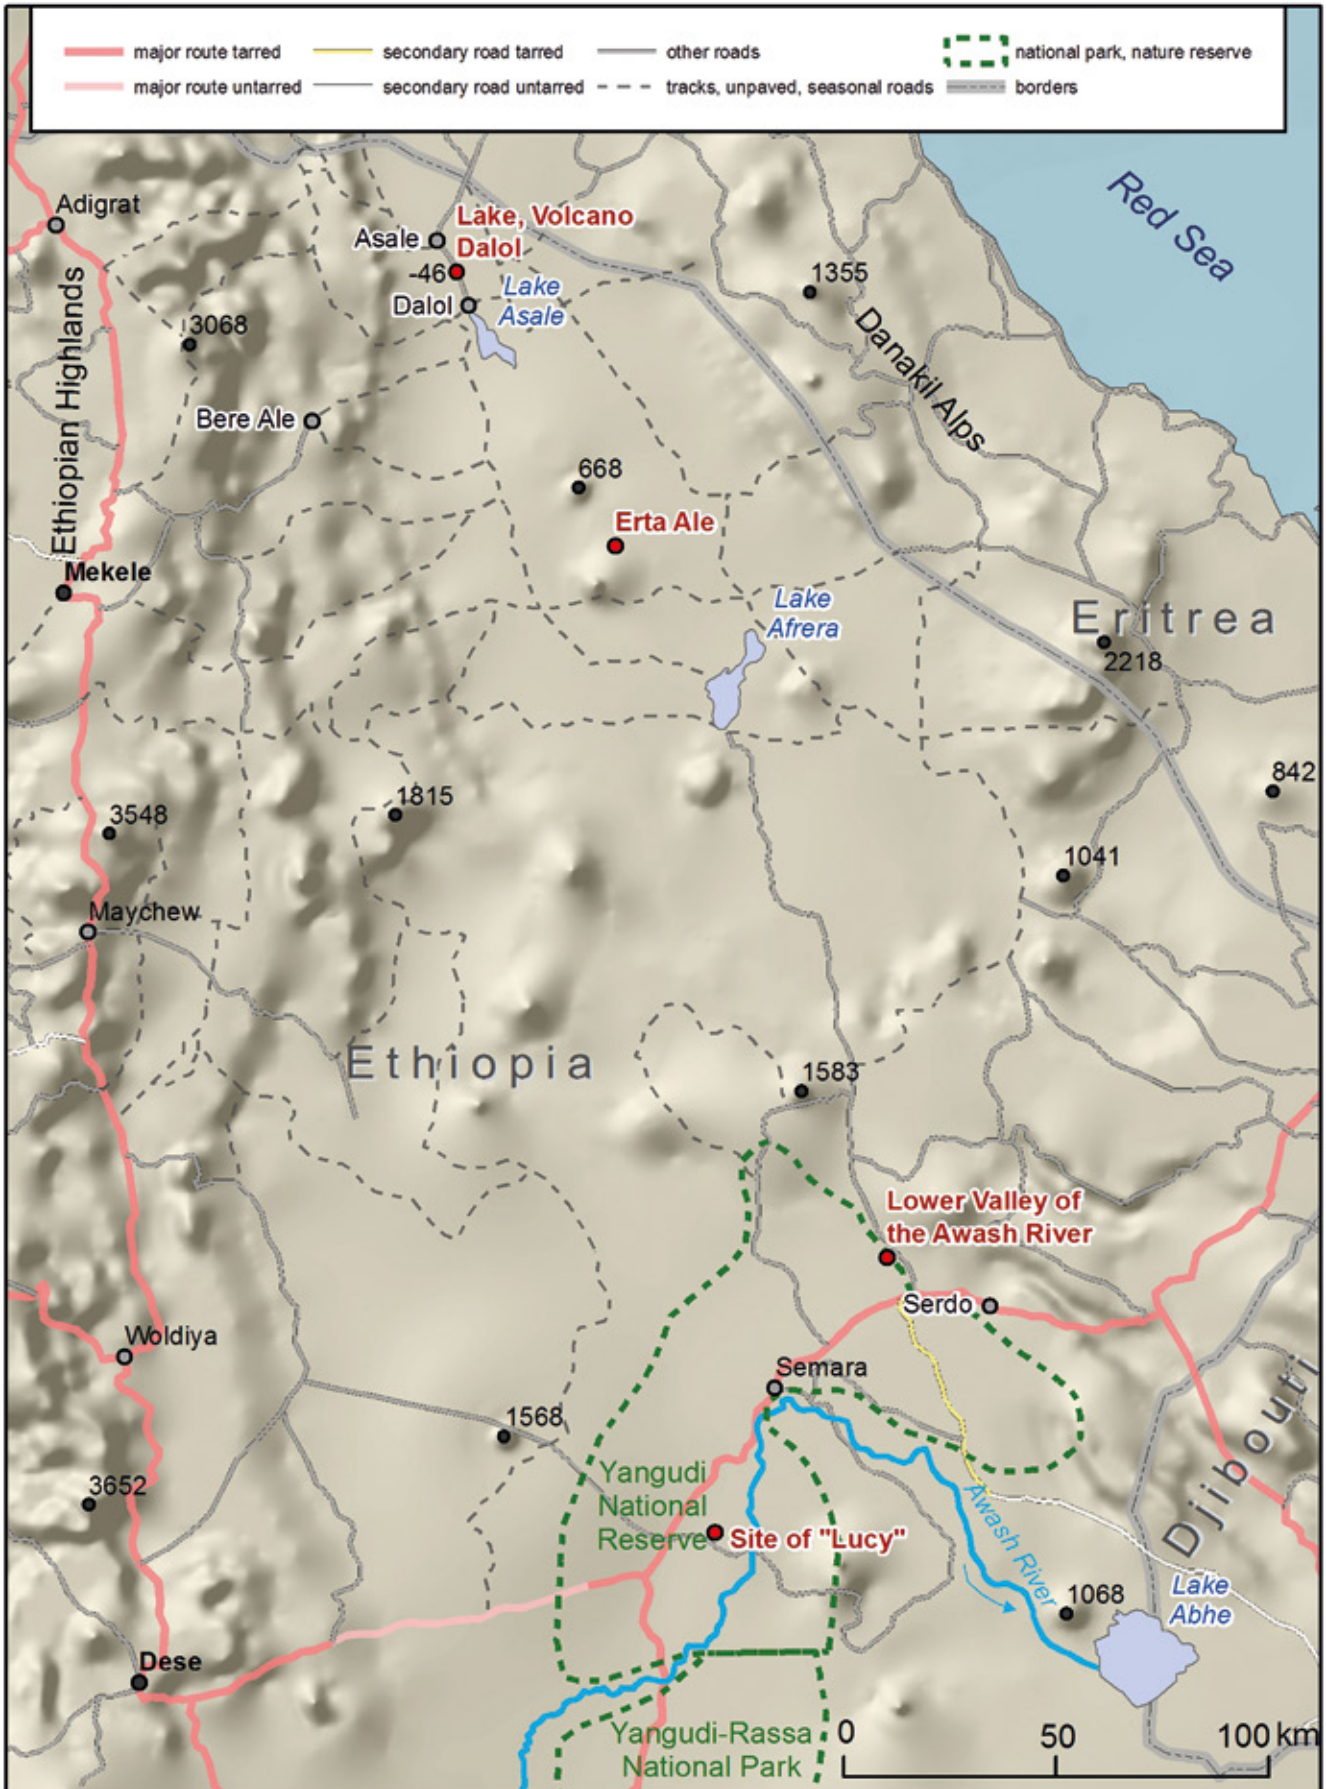 major route tarred
secondary road tarred
other roads
national park, nature reserve
major route untarred
secondary road untarred
tracks, unpaved, seasonal roads
borders
Red Sea
Adigrat
Lake, Volcano
Dalol
Asale
-46
Dalol
Lake
Asale
1355
Danakil Alps
Ethiopian Highlands
3068
Bere Ale
668
Erta Ale
Mekele
Lake
Afrera
Eritrea
2218
842
1815
3548
1041
Maychew
Ethiopia
1583
Lower Valley of
the Awash River
Serdo
Woldiya
Semara
Djibouti
1568
3652
Yangudi
National
Reserve
Site of "Lucy"
Awash River
1068
Lake
Abhe
Dese
Yangudi-Rassa
National Park
0 50 100 km